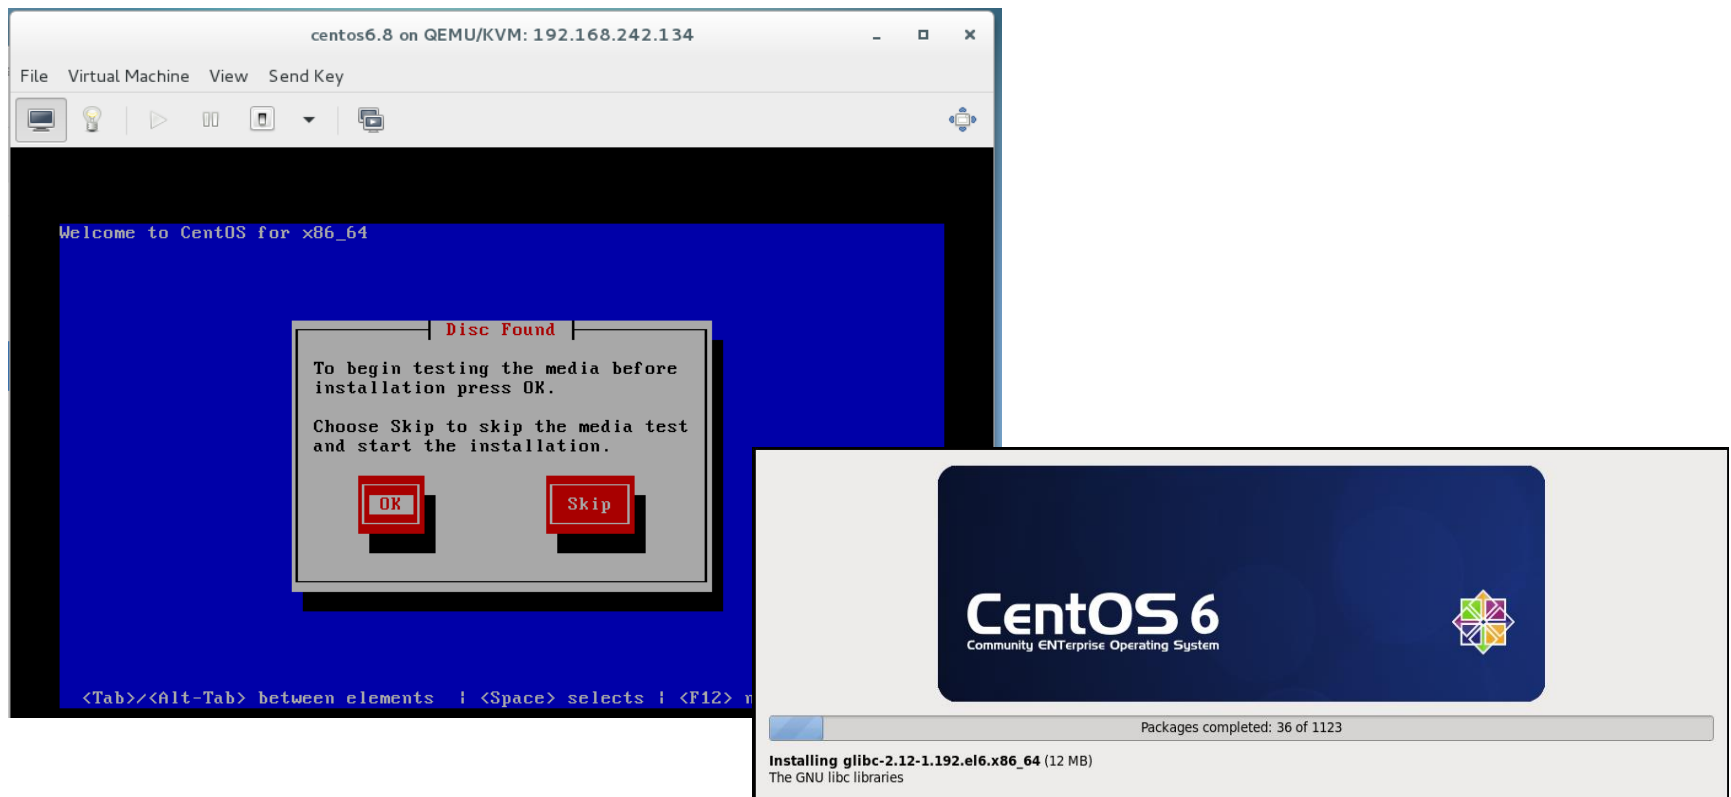 centos6.8 on QEMU/KVM: 192.168.242.134
File Virtual Machine View Send Key
Welcome to CentOS for x86_64
Disc Found
To begin testing the media before
installation press OK.
Choose Skip to skip the media test
and start the installation.
OK Skip
<Tab>/<Alt-Tab> between elements | <Space> selects | <F12>
CentOS 6
Community ENTerprise Operating System
Packages completed: 36 of 1123
Installing glibc-2.12-1.192.el6.x86_64 (12 MB)
The GNU libc libraries